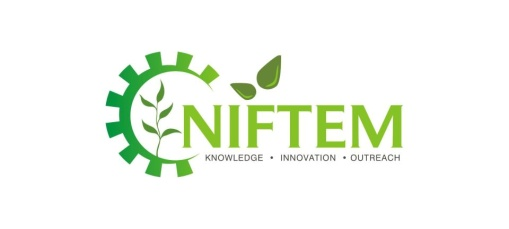 NIFTEM
KNOWLEDGE • INNOVATION • OUTREACH